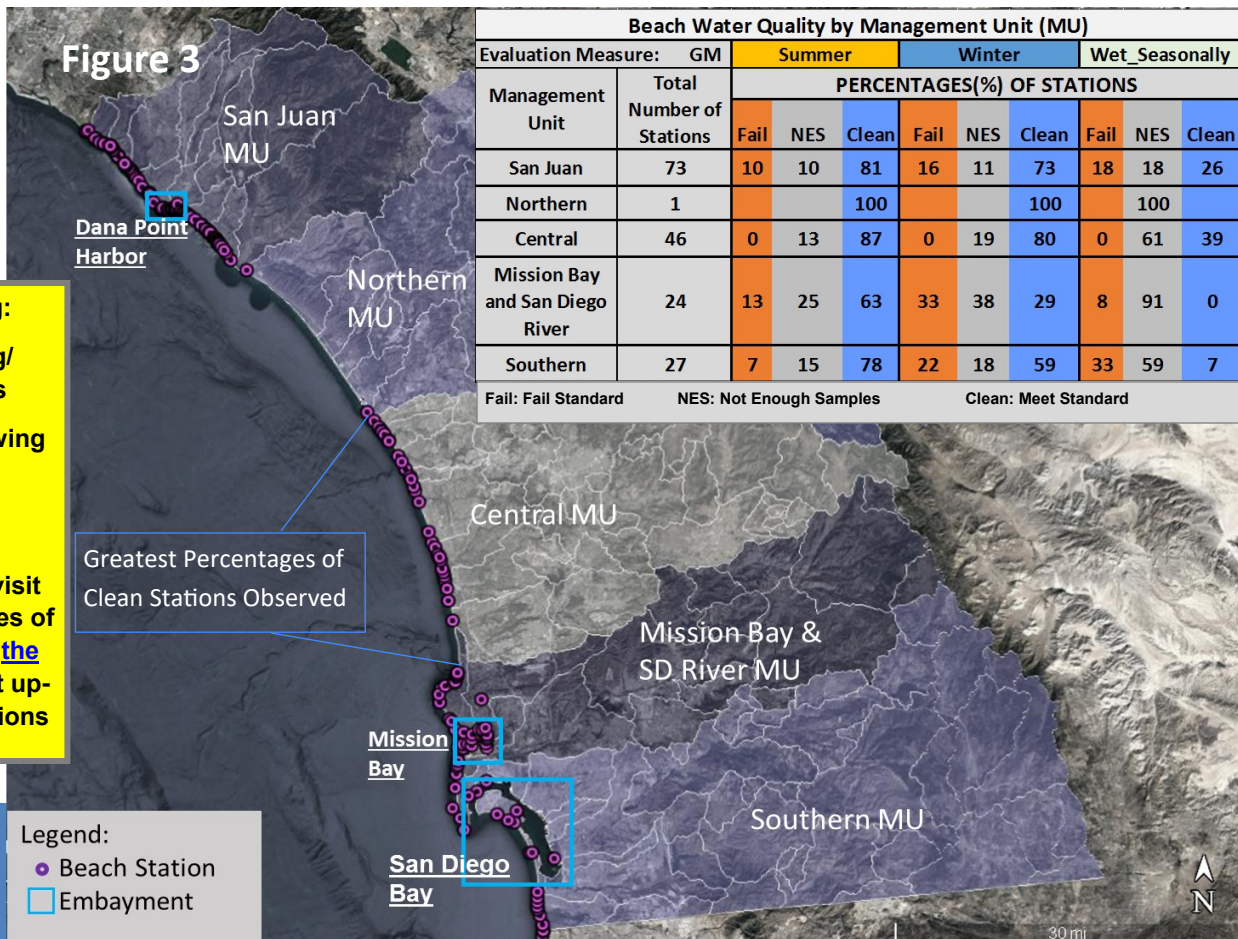 Figure 3
Beach Water Quality by Management Unit (MU)
Evaluation Measure: GM Summer Winter Wet_Seasonally
Management Unit Total Number of Stations PERCENTAGES(%) OF STATIONS
Fail NES Clean Fail NES Clean Fail NES Clean
San Juan 73 10 10 81 16 11 73 18 18 26
Northern 1 100 100 100
Central 46 0 13 87 0 19 80 0 61 39
Mission Bay and San Diego River 24 13 25 63 33 38 29 8 91 0
Southern 27 7 15 78 22 18 59 33 59 7
Fail: Fail Standard NES: Not Enough Samples Clean: Meet Standard
San Juan
MU
Dana Point
Harbor
Northern
MU
Central MU
Greatest Percentages of
Clean Stations Observed
Mission Bay &
SD River MU
Mission
Bay
Southern MU
San Diego
Bay
visit
es of
the
t up-
tions
Legend:
Beach Station
Embayment
N
30 mi